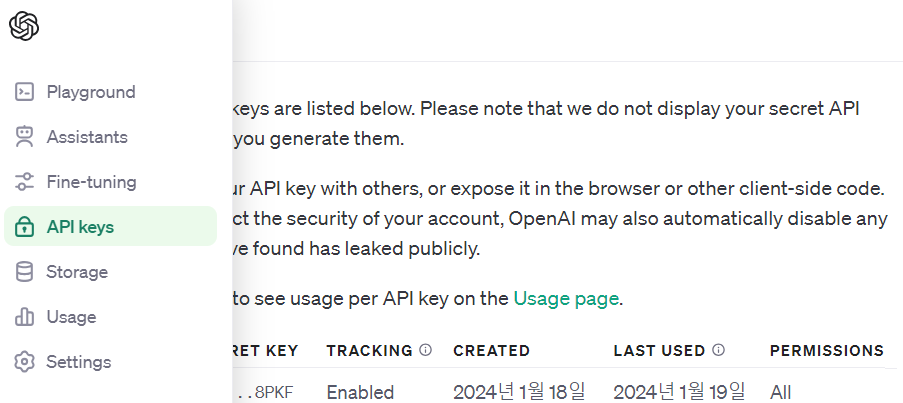 Playground
Assistants
Fine-tuning
API keys
Storage
Usage
Settings
keys are listed below. Please note that we do not display your secret API
you generate them.
API key with others, or expose it in the browser or other client-side code.
the security of your account, OpenAI may also automatically disable any
found has leaked publicly.
to see usage per API key on the Usage page.
KEY TRACKING CREATED LAST USED PERMISSIONS
...8PKF Enabled 2024년 1월 18일 2024년 1월 19일 All